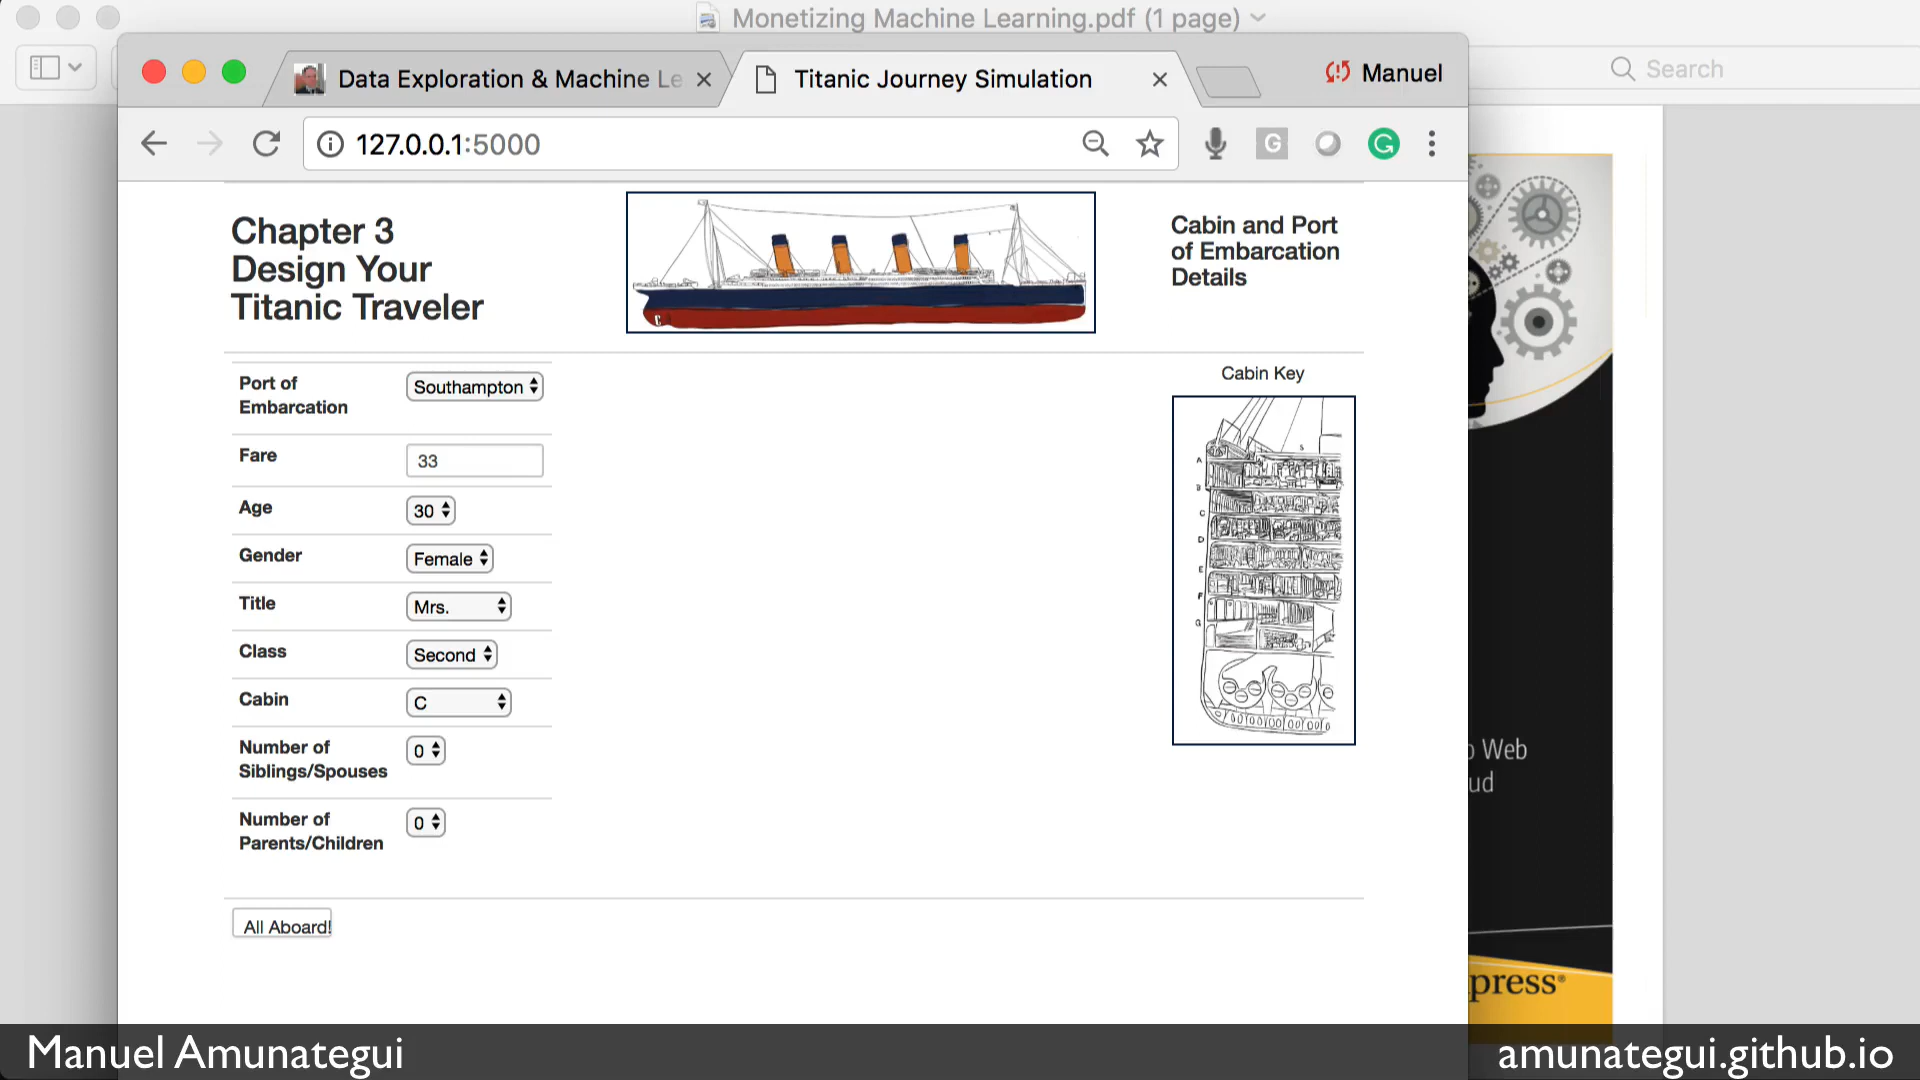 Monetizing Machine Learning.pdf (1 page)
Search
Data Exploration & Machine Le
Titanic Journey Simulation
Manuel
127.0.0.1:5000
G
G
Chapter 3
Design Your
Titanic Traveler
Cabin and Port
of Embarcation
Details
Port of
Embarcation
Southampton
Fare
33
Age
30
Gender
Female
Title
Mrs.
Class
Second
Cabin
C
Number of
Siblings/Spouses
0
Number of
Parents/Children
0
All Aboard!
Cabin Key
S
A
B
C
D
E
F
G
Web
ud
press®
Manuel Amunategui
amunategui.github.io